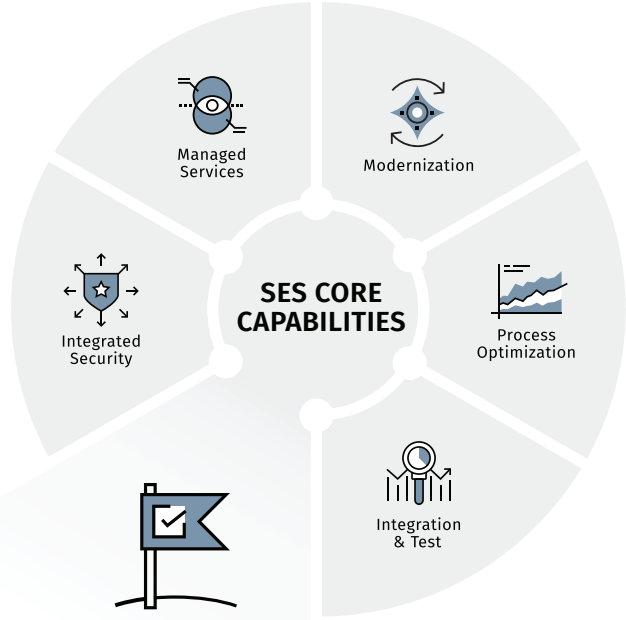 Managed
Services
Modernization
Integrated
Security
SES CORE
CAPABILITIES
Process
Optimization
Integration
& Test